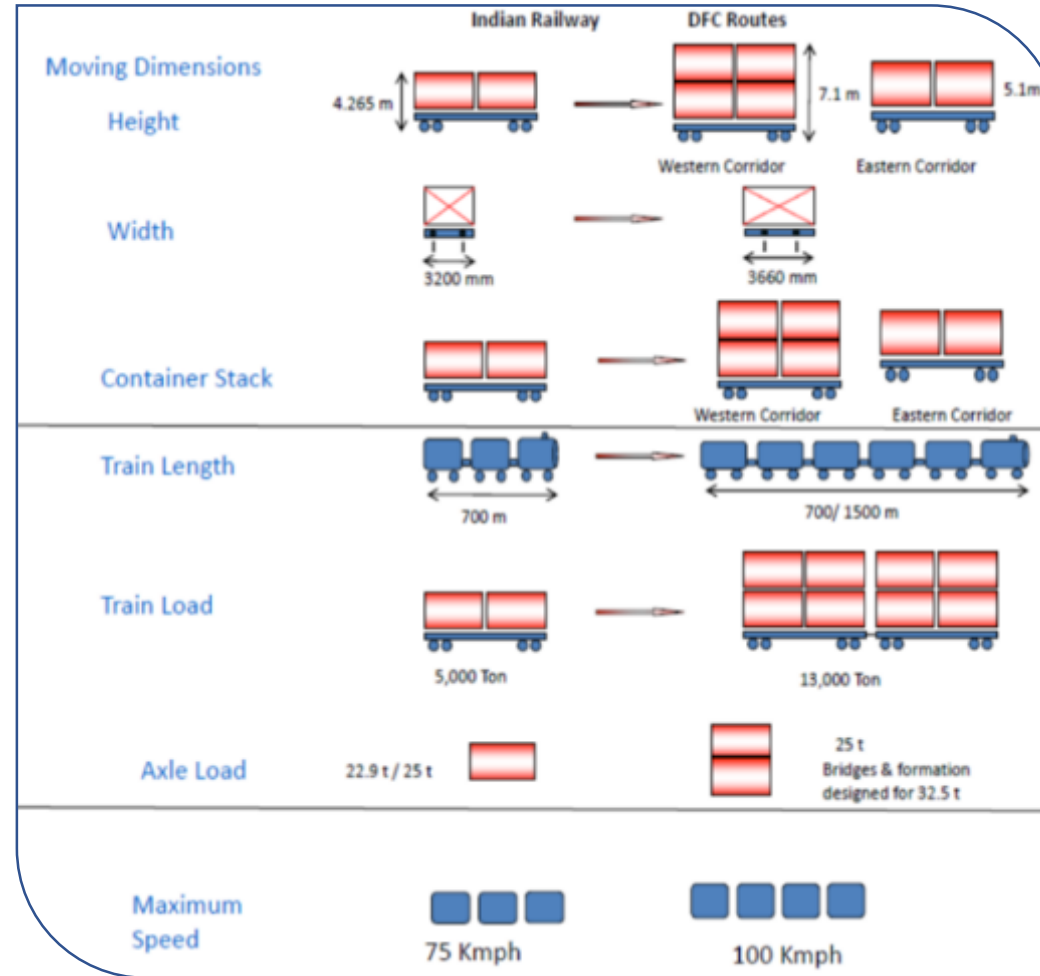 Indian Railway DFC Routes
Moving Dimensions
Height
4.265 m
7.1 m
5.1m
Western Corridor Eastern Corridor
Width
3200 mm 3660 mm
Container Stack
Western Corridor Eastern Corridor
Train Length
700 m 700/ 1500 m
Train Load
5,000 Ton 13,000 Ton
Axle Load
22.9 t / 25 t
25 t
Bridges & formation
designed for 32.5 t
Maximum
Speed
75 Kmph 100 Kmph